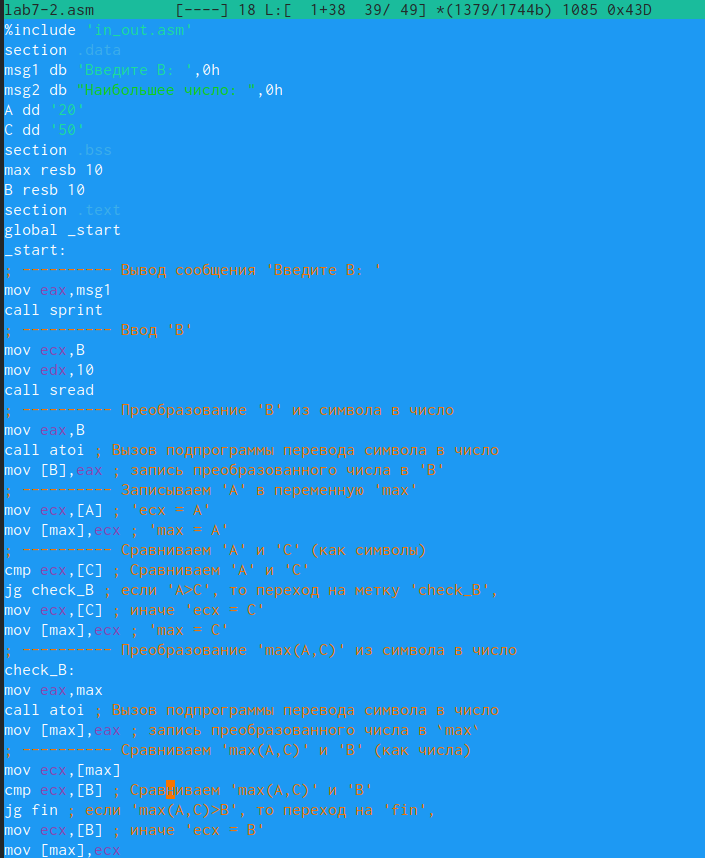 lab7-2.asm [----] 18 L:[ 1+38 39/ 49] *(1379/1744b) 1085 0x43D
%include 'in_out.asm'
section .data
msg1 db 'Введите B: ',0h
msg2 db "Наибольшее число: ",0h
A dd '20'
C dd '50'
section .bss
max resb 10
B resb 10
section .text
global _start
_start:
; ---------- Вывод сообщения 'Введите B: '
mov eax,msg1
call sprint
; ---------- Ввод 'B'
mov ecx,B
mov edx,10
call sread
; ---------- Преобразование 'B' из символа в число
mov eax,B
call atoi ; Вызов подпрограммы перевода символа в число
mov [B],eax ; запись преобразованного числа в 'B'
; ---------- Записываем 'A' в переменную 'max'
mov ecx,[A] ; 'ecx = A'
mov [max],ecx ; 'max = A'
; ---------- Сравниваем 'A' и 'С' (как символы)
cmp ecx,[C] ; Сравниваем 'A' и 'С'
jg check_B ; если 'A>C', то переход на метку 'check_B',
mov ecx,[C] ; иначе 'ecx = C'
mov [max],ecx ; 'max = C'
; ---------- Преобразование 'max(A,C)' из символа в число
check_B:
mov eax,max
call atoi ; Вызов подпрограммы перевода символа в число
mov [max],eax ; запись преобразованного числа в `max`
; ---------- Сравниваем 'max(A,C)' и 'B' (как числа)
mov ecx,[max]
cmp ecx,[B] ; Сравниваем 'max(A,C)' и 'B'
jg fin ; если 'max(A,C)>B', то переход на 'fin',
mov ecx,[B] ; иначе 'ecx = B'
mov [max],ecx